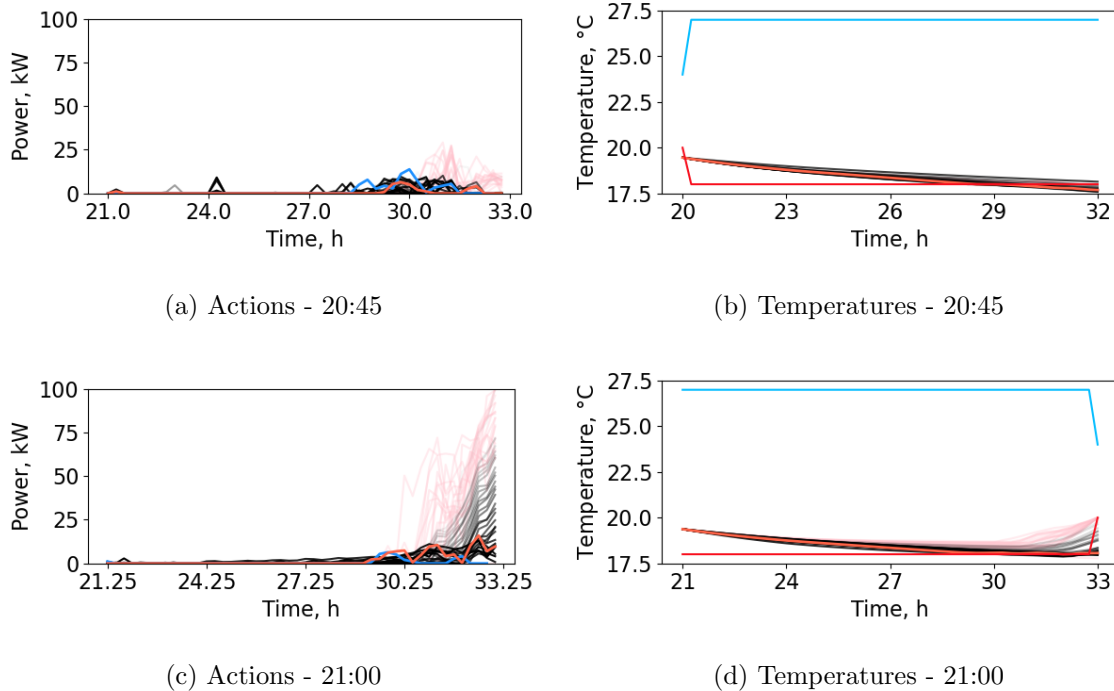 100
75
50
25
0
Power, kW
21.0 24.0 27.0 30.0 33.0
Time, h
(a) Actions - 20:45
27.5
25.0
22.5
20.0
17.5
Temperature, °C
20 23 26 29 32
Time, h
(b) Temperatures - 20:45
100
75
50
25
0
Power, kW
21.25 24.25 27.25 30.25 33.25
Time, h
(c) Actions - 21:00
27.5
25.0
22.5
20.0
17.5
Temperature, °C
21 24 27 30 33
Time, h
(d) Temperatures - 21:00